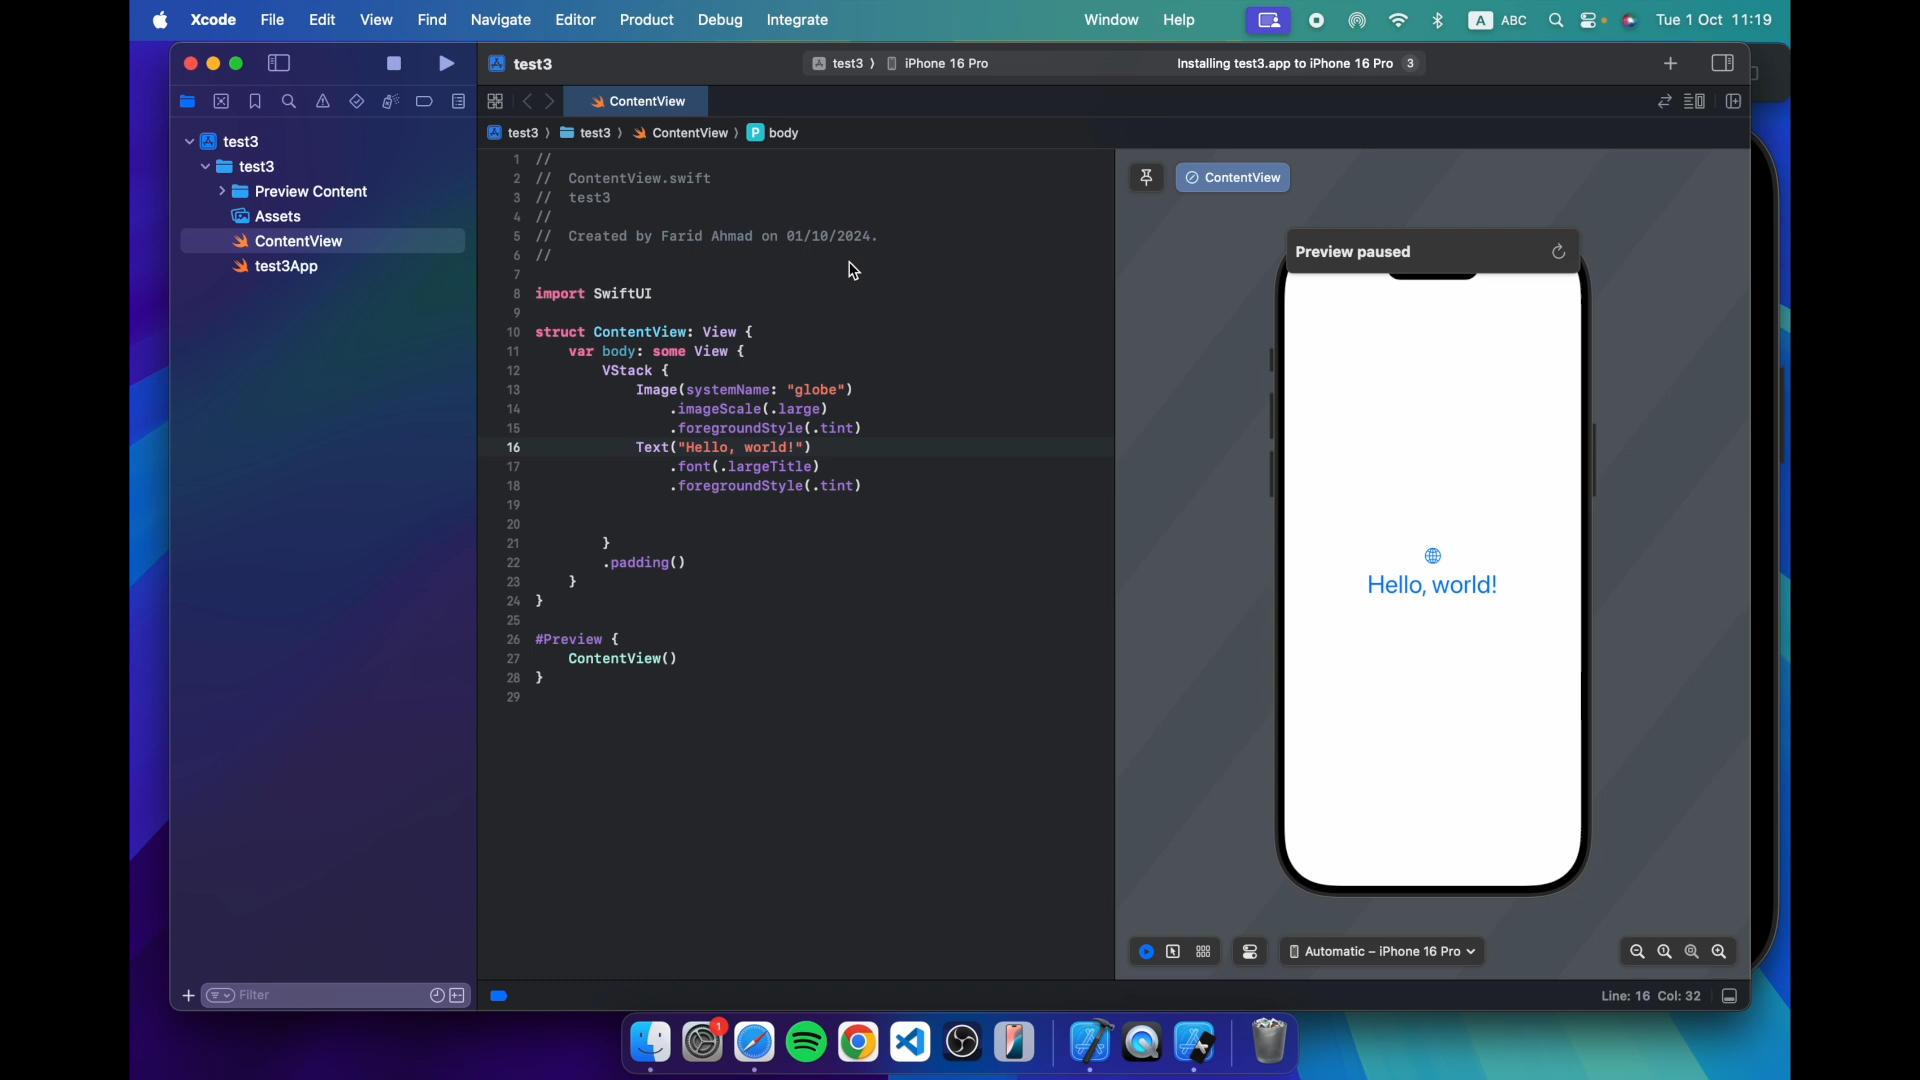 Xcode File Edit View Find Navigate Editor Product Debug Integrate Window Help A ABC Tue 1 Oct 11:19
test3 test3 iPhone 16 Pro Installing test3.app to iPhone 16 Pro 3
ContentView
test3 test3 ContentView P body
test3
test3
Preview Content
Assets
ContentView
test3App
1 //
2 // ContentView.swift
3 // test3
4 //
5 // Created by Farid Ahmad on 01/10/2024.
6 //
7
8 import SwiftUI
9
10 struct ContentView: View {
11 var body: some View {
12 VStack {
13 Image(systemName: "globe")
14 .imageScale(.large)
15 .foregroundStyle(.tint)
16 Text("Hello, world!")
17 .font(.largeTitle)
18 .foregroundStyle(.tint)
19
20
21 }
22 .padding()
23 }
24 }
25
26 #Preview {
27 ContentView()
28 }
29
ContentView
Preview paused
Hello, world!
Automatic – iPhone 16 Pro
Filter
Line: 16 Col: 32
1